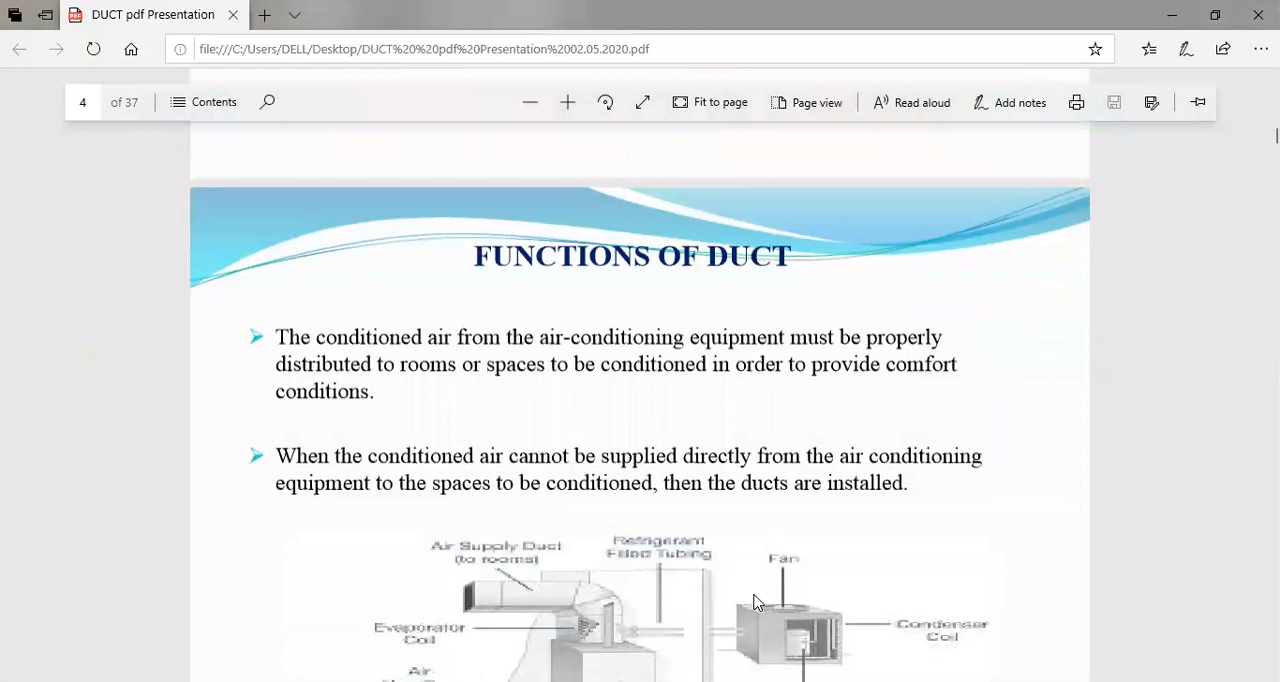 DUCT pdf Presentation
file:///C:/Users/DELL/Desktop/DUCT%20%20pdf%20Presentation%2002.05.2020.pdf
4 of 37 Contents Fit to page Page view Read aloud Add notes
FUNCTIONS OF DUCT
The conditioned air from the air-conditioning equipment must be properly
distributed to rooms or spaces to be conditioned in order to provide comfort
conditions.
When the conditioned air cannot be supplied directly from the air conditioning
equipment to the spaces to be conditioned, then the ducts are installed.
Air Supply Duct
(to rooms)
Refrigerant
Filled Tubing
Fan
Evaporator
Coil
Condenser
Coil
Air